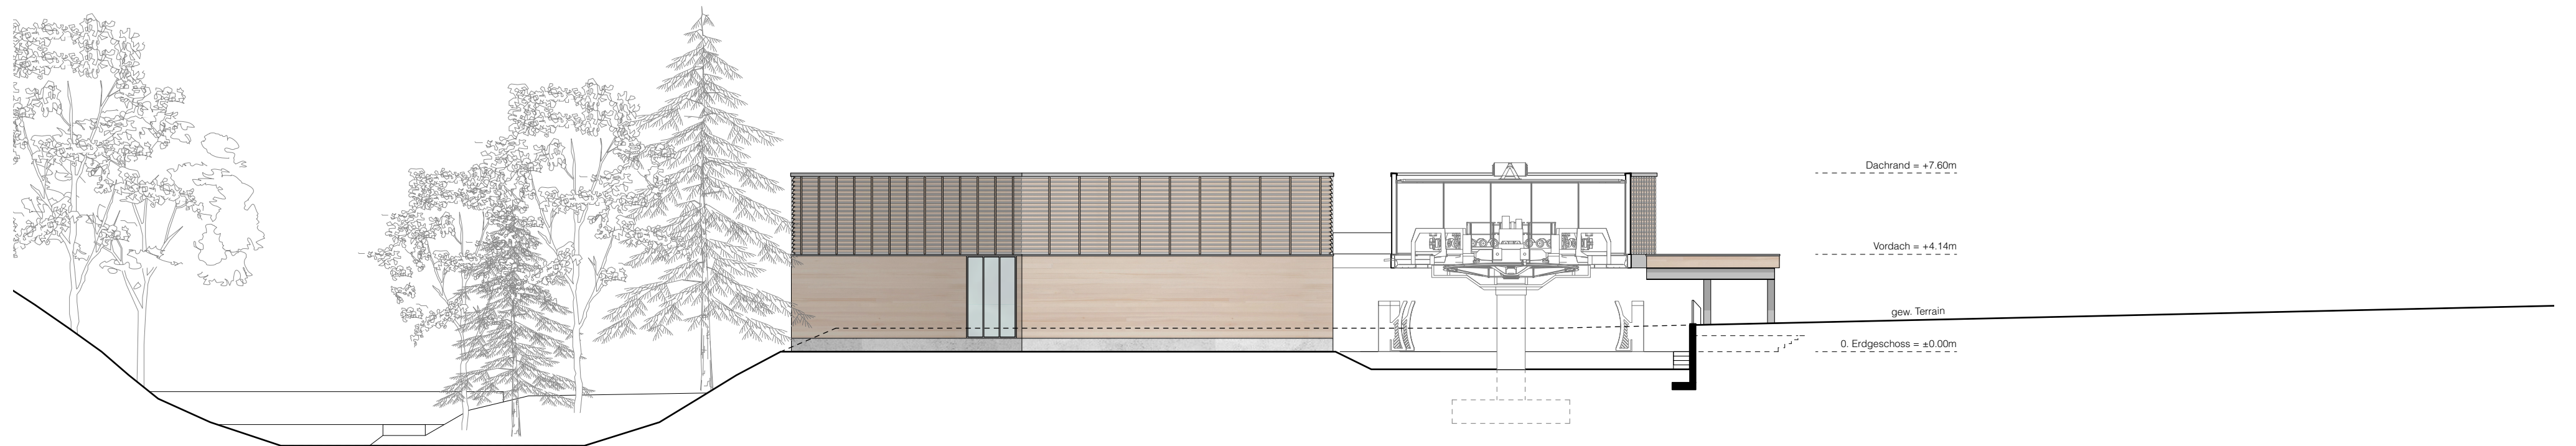 Dachrand = +7.60m
Vordach = +4.14m
gew. Terrain
0. Erdgeschoss = ±0.00m